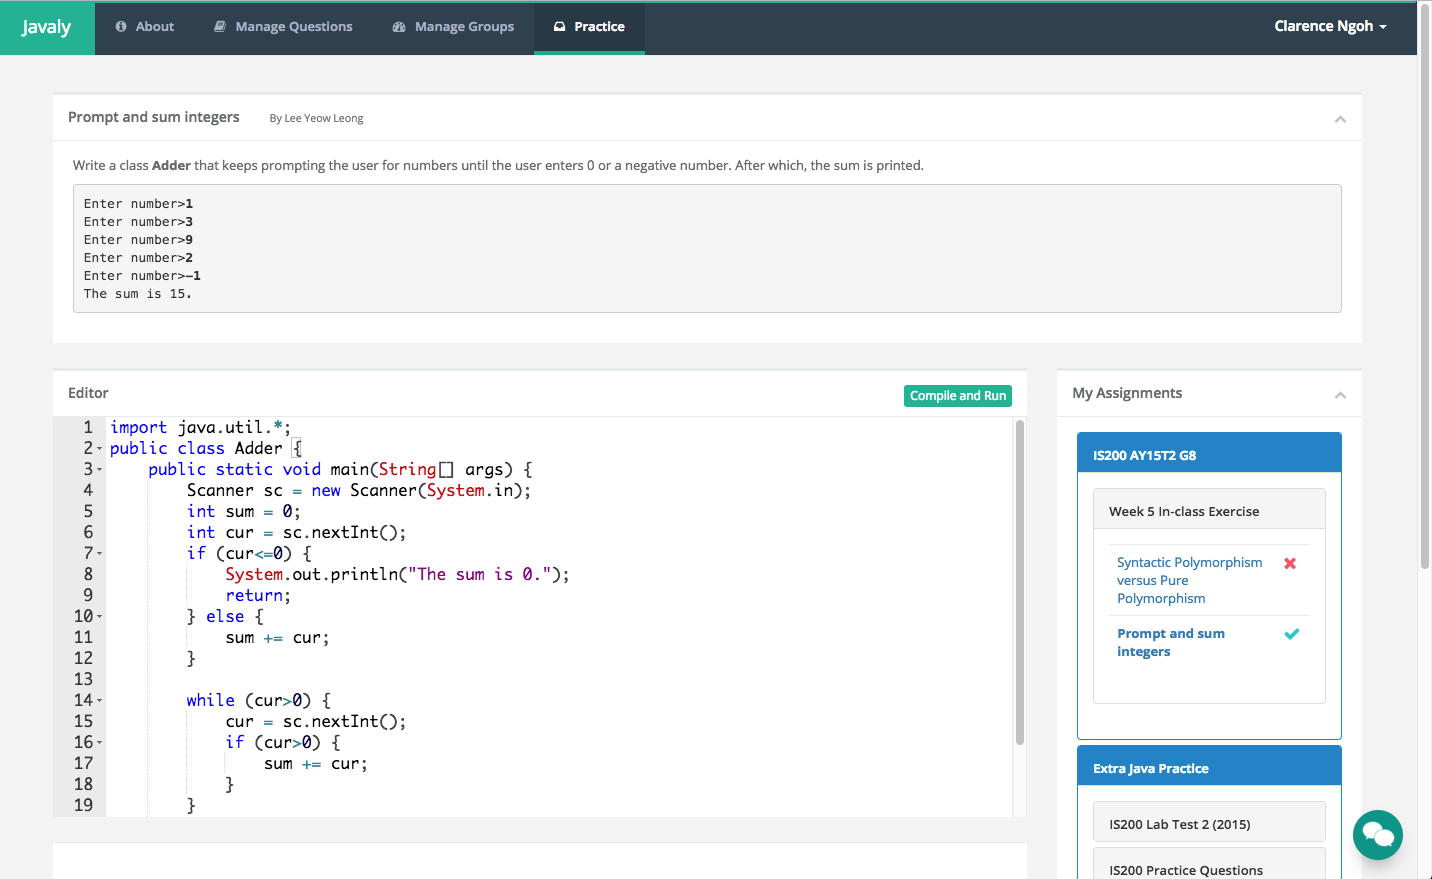 Javaly
About
Manage Questions
Manage Groups
Practice
Clarence Ngoh
Prompt and sum integers
By Lee Yeow Leong
Write a class Adder that keeps prompting the user for numbers until the user enters 0 or a negative number. After which, the sum is printed.
Enter number>1
Enter number>3
Enter number>9
Enter number>2
Enter number>-1
The sum is 15.
Editor
Compile and Run
1 import java.util.*;
2 public class Adder {
3     public static void main(String[] args) {
4         Scanner sc = new Scanner(System.in);
5         int sum = 0;
6         int cur = sc.nextInt();
7         if (cur<=0) {
8             System.out.println("The sum is 0.");
9             return;
10         } else {
11             sum += cur;
12         }
13
14         while (cur>0) {
15             cur = sc.nextInt();
16             if (cur>0) {
17                 sum += cur;
18             }
19         }
My Assignments
IS200 AY15T2 G8
Week 5 In-class Exercise
Syntactic Polymorphism
versus Pure
Polymorphism
Prompt and sum
integers
Extra Java Practice
IS200 Lab Test 2 (2015)
IS200 Practice Questions